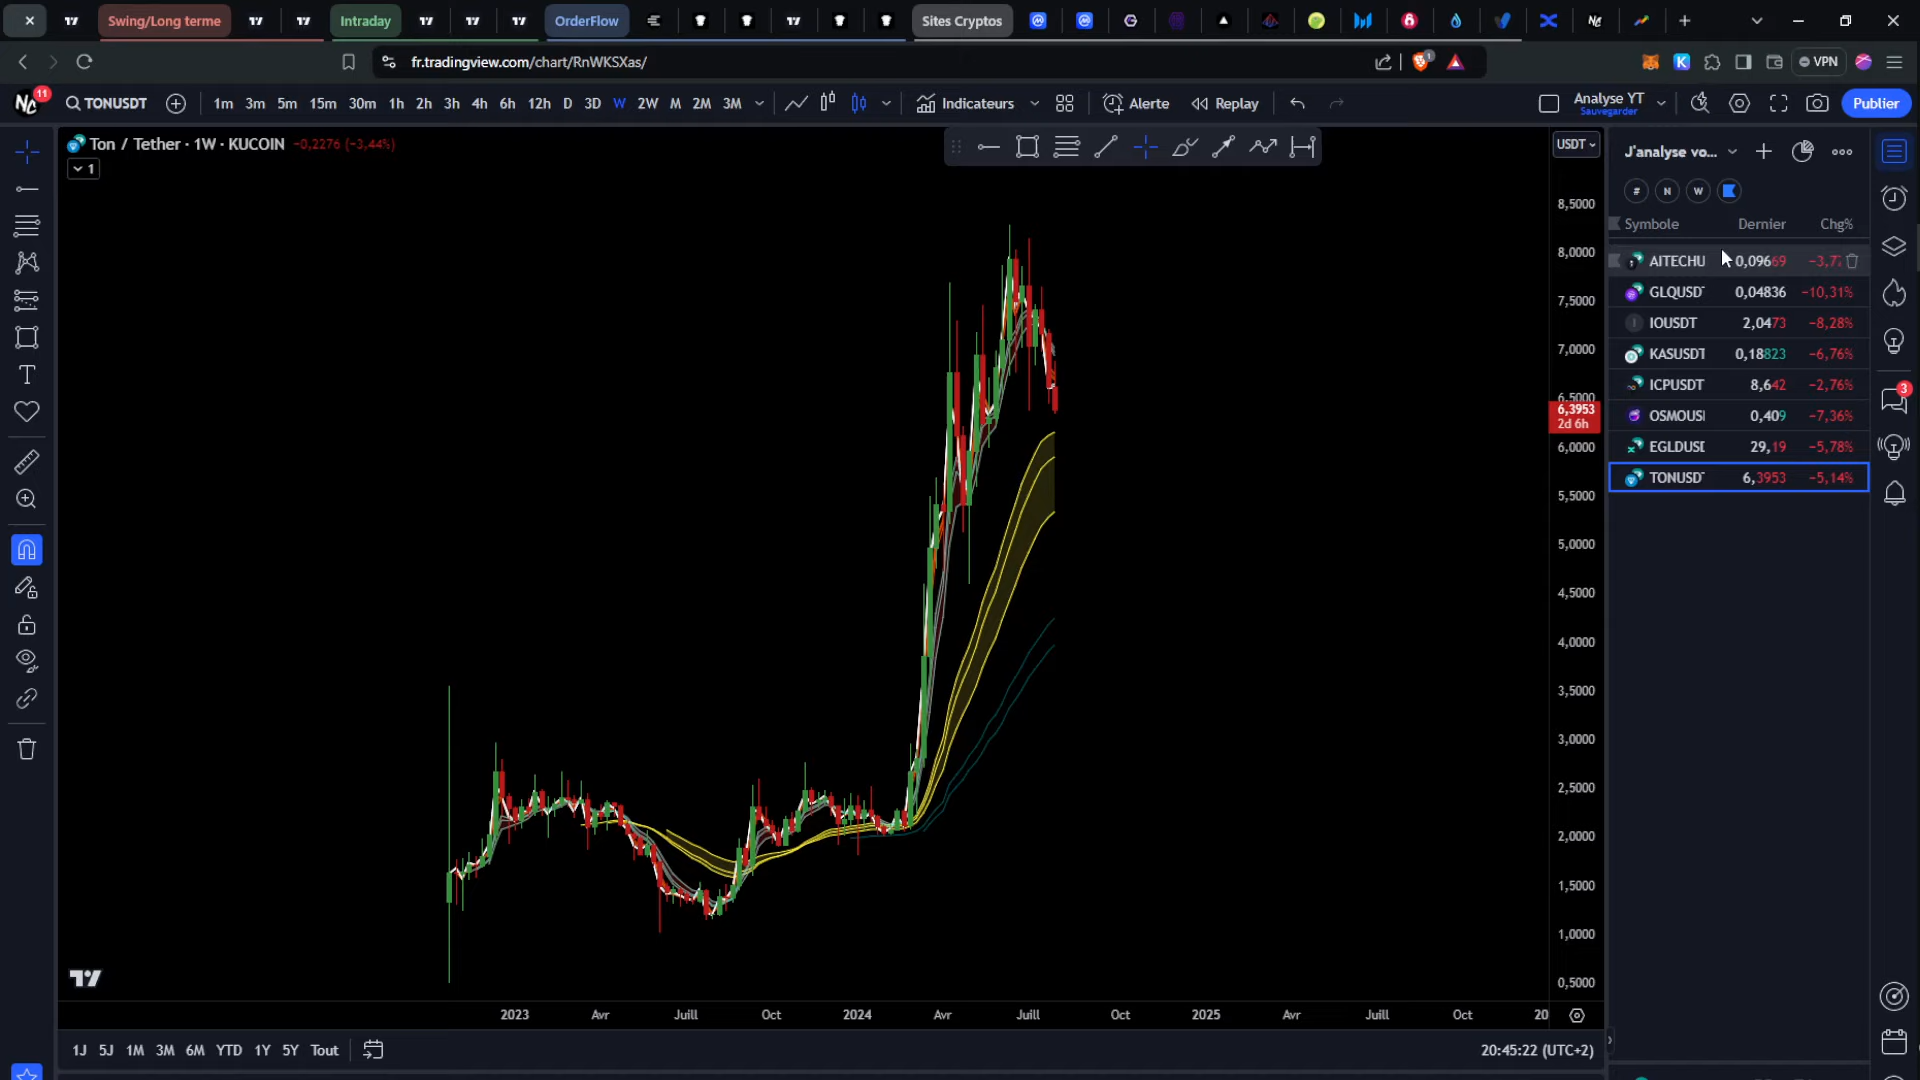 Swing/Long terme
Intraday
OrderFlow
Sites Cryptos
fr.tradingview.com/chart/RnWKSXas/
1
VPN
11
TONUSDT
1m 3m 5m 15m 30m 1h 2h 3h 4h 6h 12h D 3D W 2W M 2M 3M
Indicateurs
Alerte
Replay
Analyse YT
Sauvegarder
Publier
Ton / Tether · 1W · KUCOIN −0,2276 (−3,44%)
1
USDT
8,5000
8,0000
7,5000
7,0000
6,5000
6,3953
2d 6h
6,0000
5,5000
5,0000
4,5000
4,0000
3,5000
3,0000
2,5000
2,0000
1,5000
1,0000
0,5000
2023 Avr Juill Oct 2024 Avr Juill Oct 2025 Avr Juill Oct 20
1J 5J 1M 3M 6M YTD 1Y 5Y Tout
20:45:22 (UTC+2)
J'analyse vo...
# N W
Symbole Dernier Chg%
AITECHU 0,09669 −3,7
GLQUSD 0,04836 −10,31%
IOUSDT 2,0473 −8,28%
KASUSDT 0,18823 −6,76%
ICPUSDT 8,642 −2,76%
OSMOUS 0,409 −7,36%
EGLDUSD 29,19 −5,78%
TONUSD 6,3953 −5,14%
3